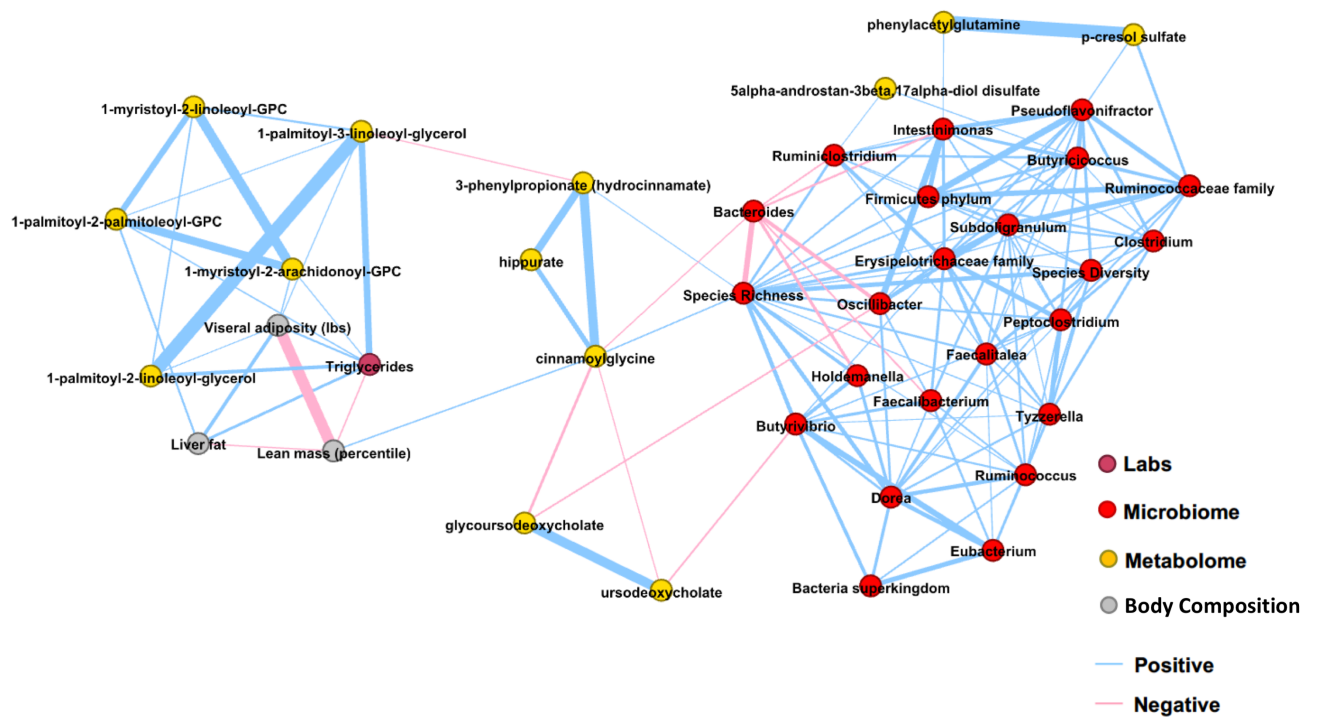 phenylacetylglutamine
p-cresol sulfate
5alpha-androstan-3beta,17alpha-diol disulfate
1-myristoyl-2-linoleoyl-GPC
Pseudoflavonifractor
1-palmitoyl-3-linoleoyl-glycerol
Intestinimonas
Ruminiclostridium
Butyricicoccus
3-phenylpropionate (hydrocinnamate)
Ruminococcaceae family
Firmicutes phylum
Bacteroides
1-palmitoyl-2-palmitoleoyl-GPC
Subdoligranulum
Clostridium
hippurate
Erysipelotrichaceae family
1-myristoyl-2-arachidonoyl-GPC
Species Diversity
Species Richness
Oscillibacter
Viseral adiposity (lbs)
Peptoclostridium
cinnamoylglycine
Faecalitalea
Triglycerides
1-palmitoyl-2-linoleoyl-glycerol
Holdemanella
Faecalibacterium
Tyzzerella
Butyrivibrio
Liver fat
Lean mass (percentile)
Labs
Ruminococcus
Dorea
Microbiome
glycoursodeoxycholate
Eubacterium
Metabolome
Bacteria superkingdom
ursodeoxycholate
Body Composition
Positive
Negative